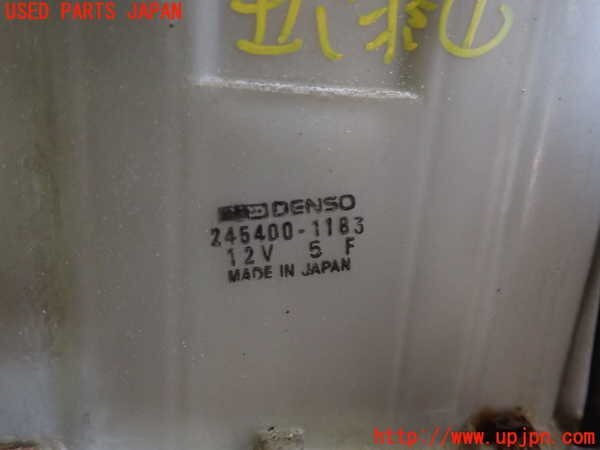 USED PARTS JAPAN
DENSO
245400-1183
12V 5 F
MADE IN JAPAN
http://www.upjpn.com/